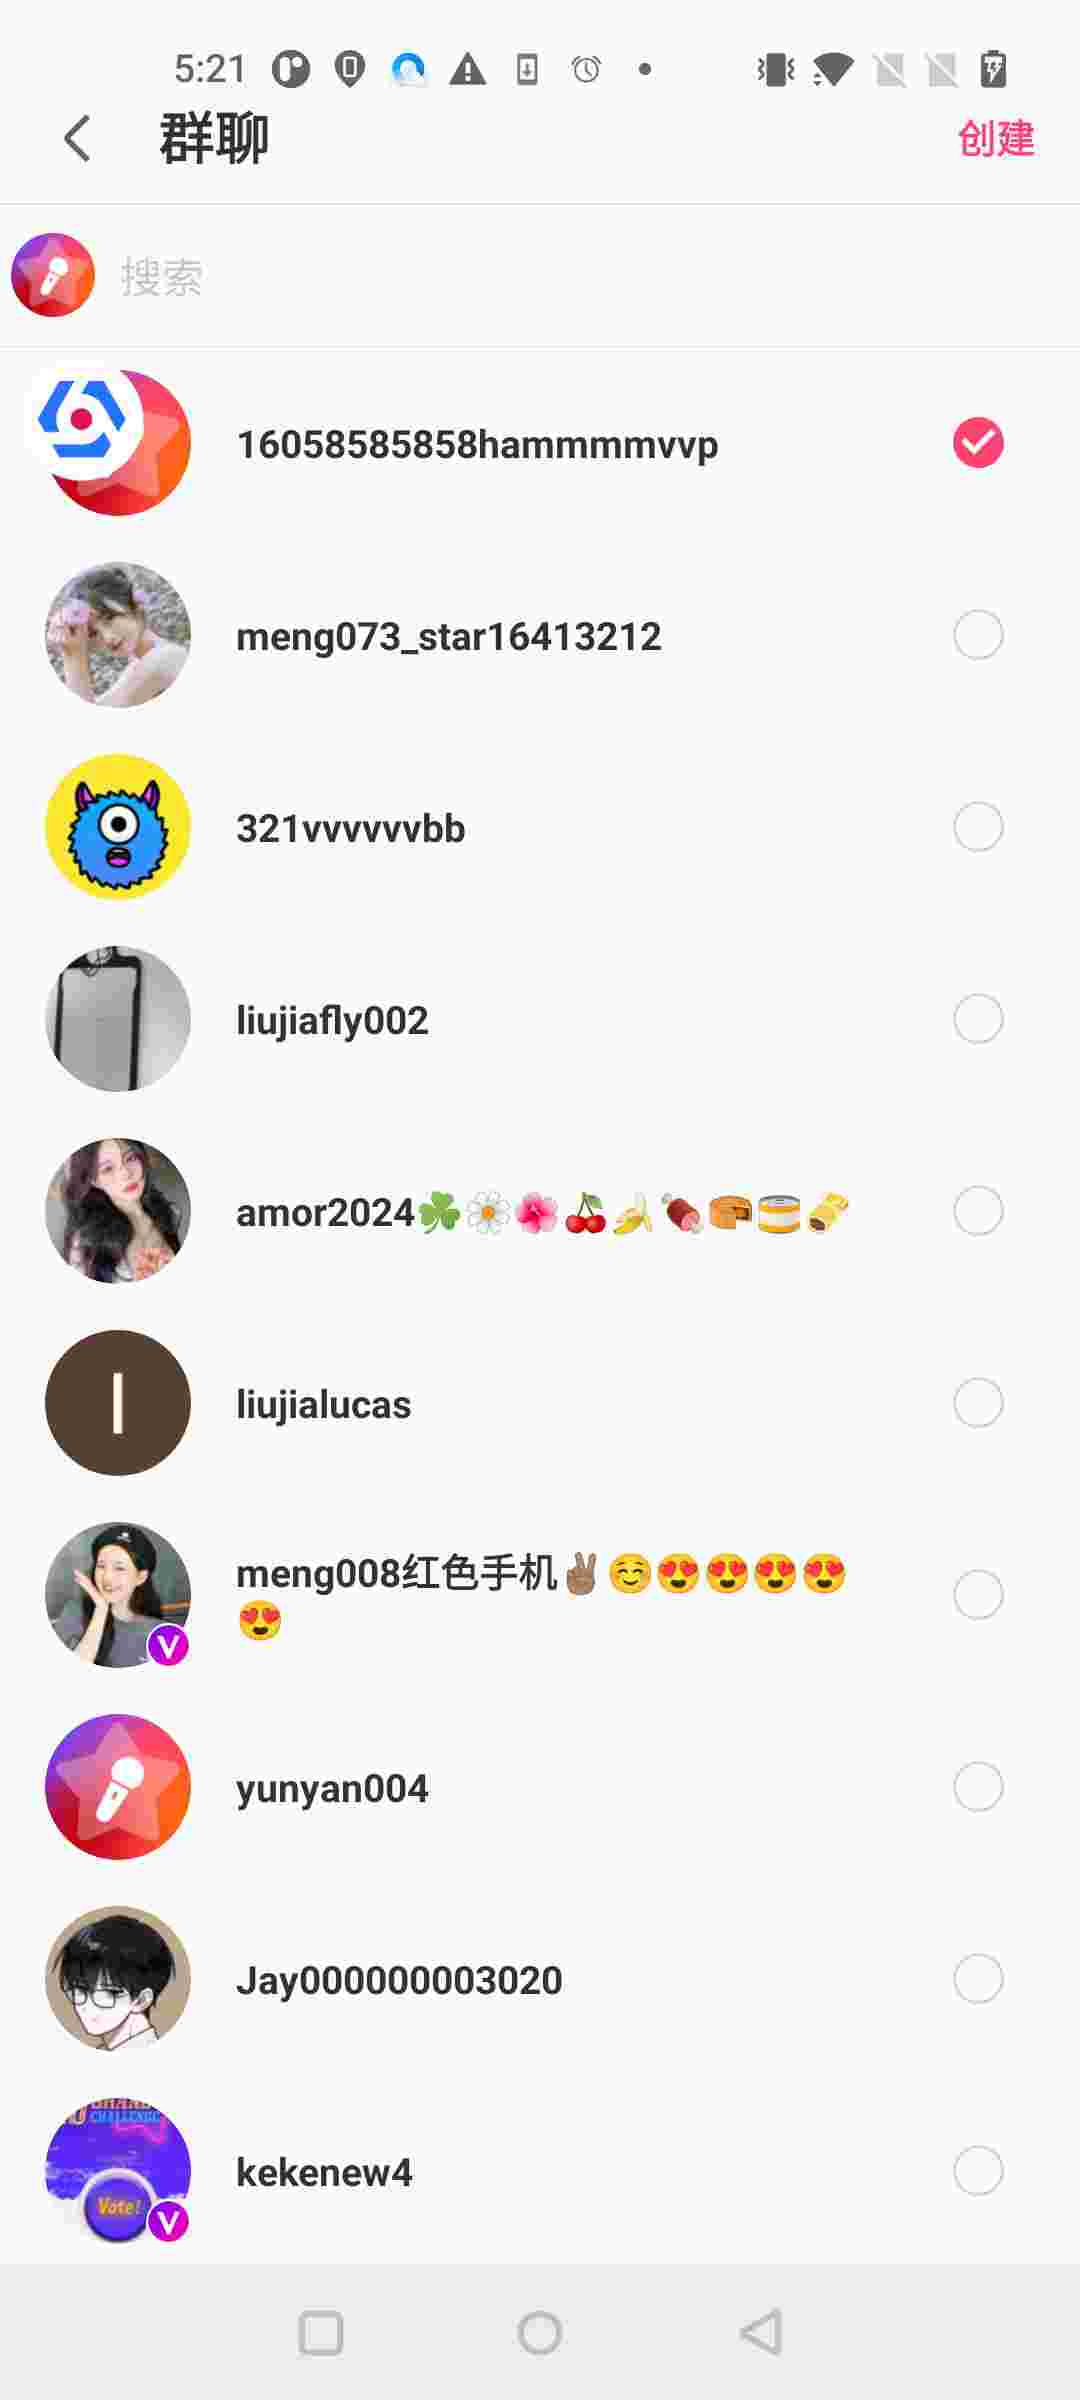 5:21
群聊
创建
搜索
16058585858hammmmvvp
meng073_star16413212
321vvvvvvbb
liujiafly002
amor2024☘️🌼🌺🍒🍌🍖🥮🥫🫔
l
liujialucas
meng008红色手机✌🏽☺️😍😍😍😍
😍
V
yunyan004
Jay000000003020
Vote!
V
kekenew4